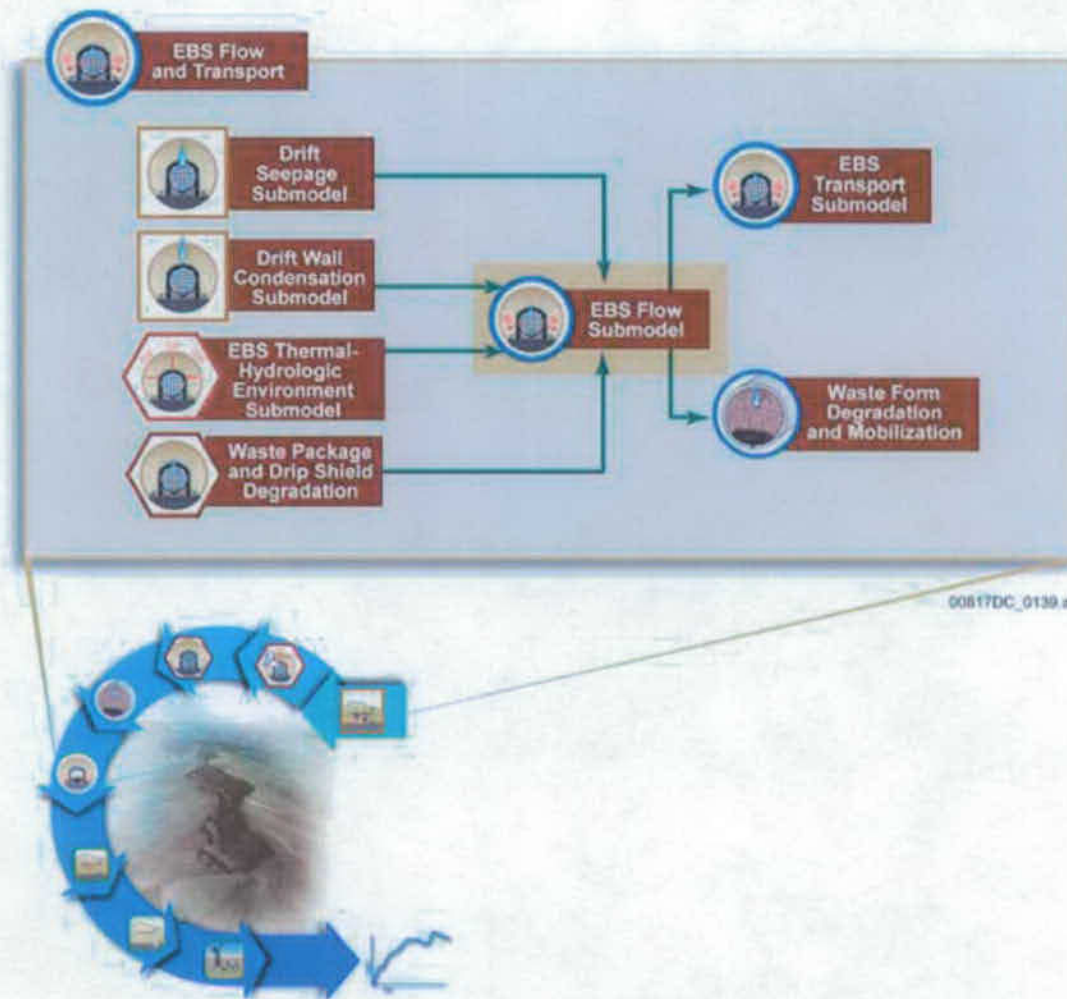 EBS Flow
and Transport
Drift
Seepage
Submodel
Drift Wall
Condensation
Submodel
EBS Thermal-
Hydrologic
Environment
Submodel
Waste Package
and Drip Shield
Degradation
EBS Flow
Submodel
EBS
Transport
Submodel
Waste Form
Degradation
and Mobilization